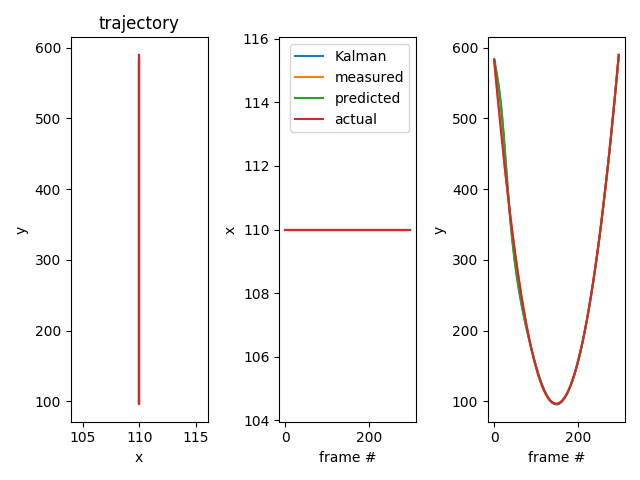 trajectory
600
500
400
300
200
100
y
105 110 115
x
116
114
112
110
108
106
104
x
0 200
frame #
Kalman
measured
predicted
actual
600
500
400
300
200
100
y
0 200
frame #